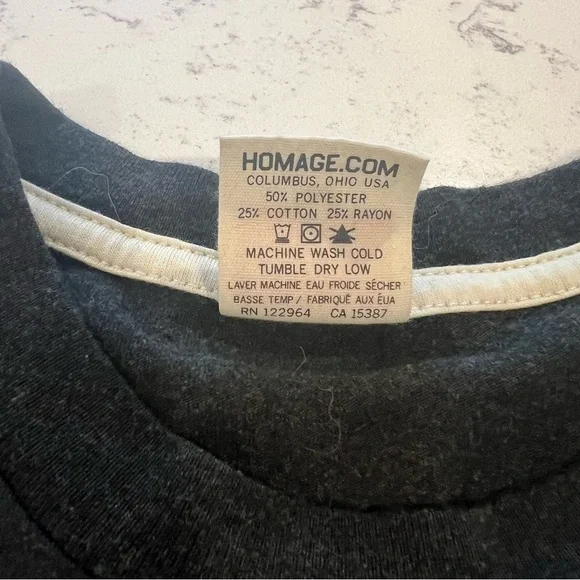 HOMAGE.COM
COLUMBUS, OHIO USA
50% POLYESTER
25% COTTON 25% RAYON
MACHINE WASH COLD
TUMBLE DRY LOW
LAVER MACHINE EAU FROIDE SÉCHER
BASSE TEMP/ FABRIQUÉ AUX ÉUA
RN 122964 CA 15387